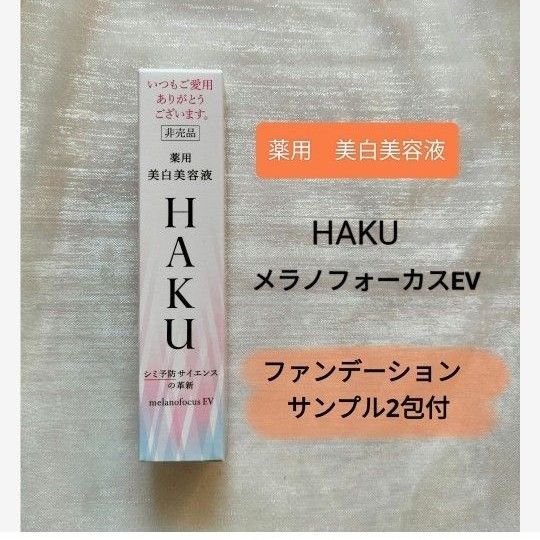 いつもご愛用
ありがとう
ございます。
非売品
薬用
美白美容液
HAKU
シミ予防サイエンス
の革新
melanofocus EV
薬用 美白美容液
HAKU
メラノフォーカスEV
ファンデーション
サンプル2包付